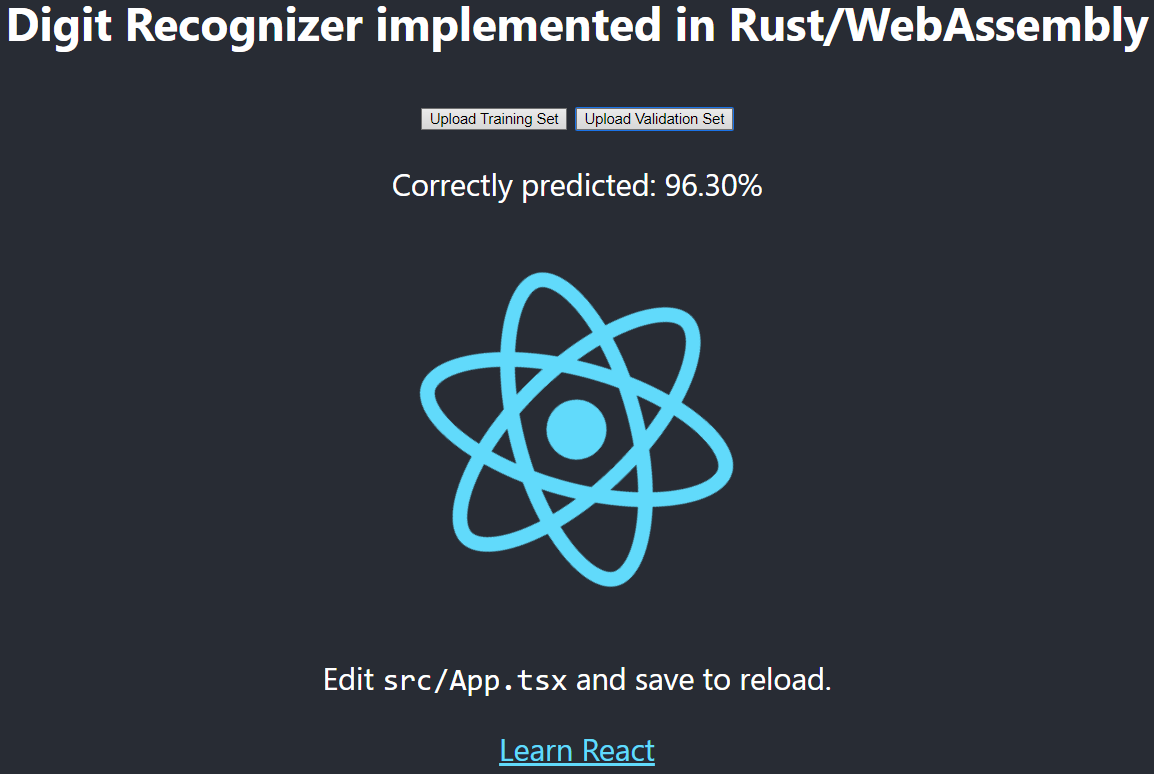 Digit Recognizer implemented in Rust/WebAssembly
Upload Training Set Upload Validation Set
Correctly predicted: 96.30%
Edit src/App.tsx and save to reload.
Learn React